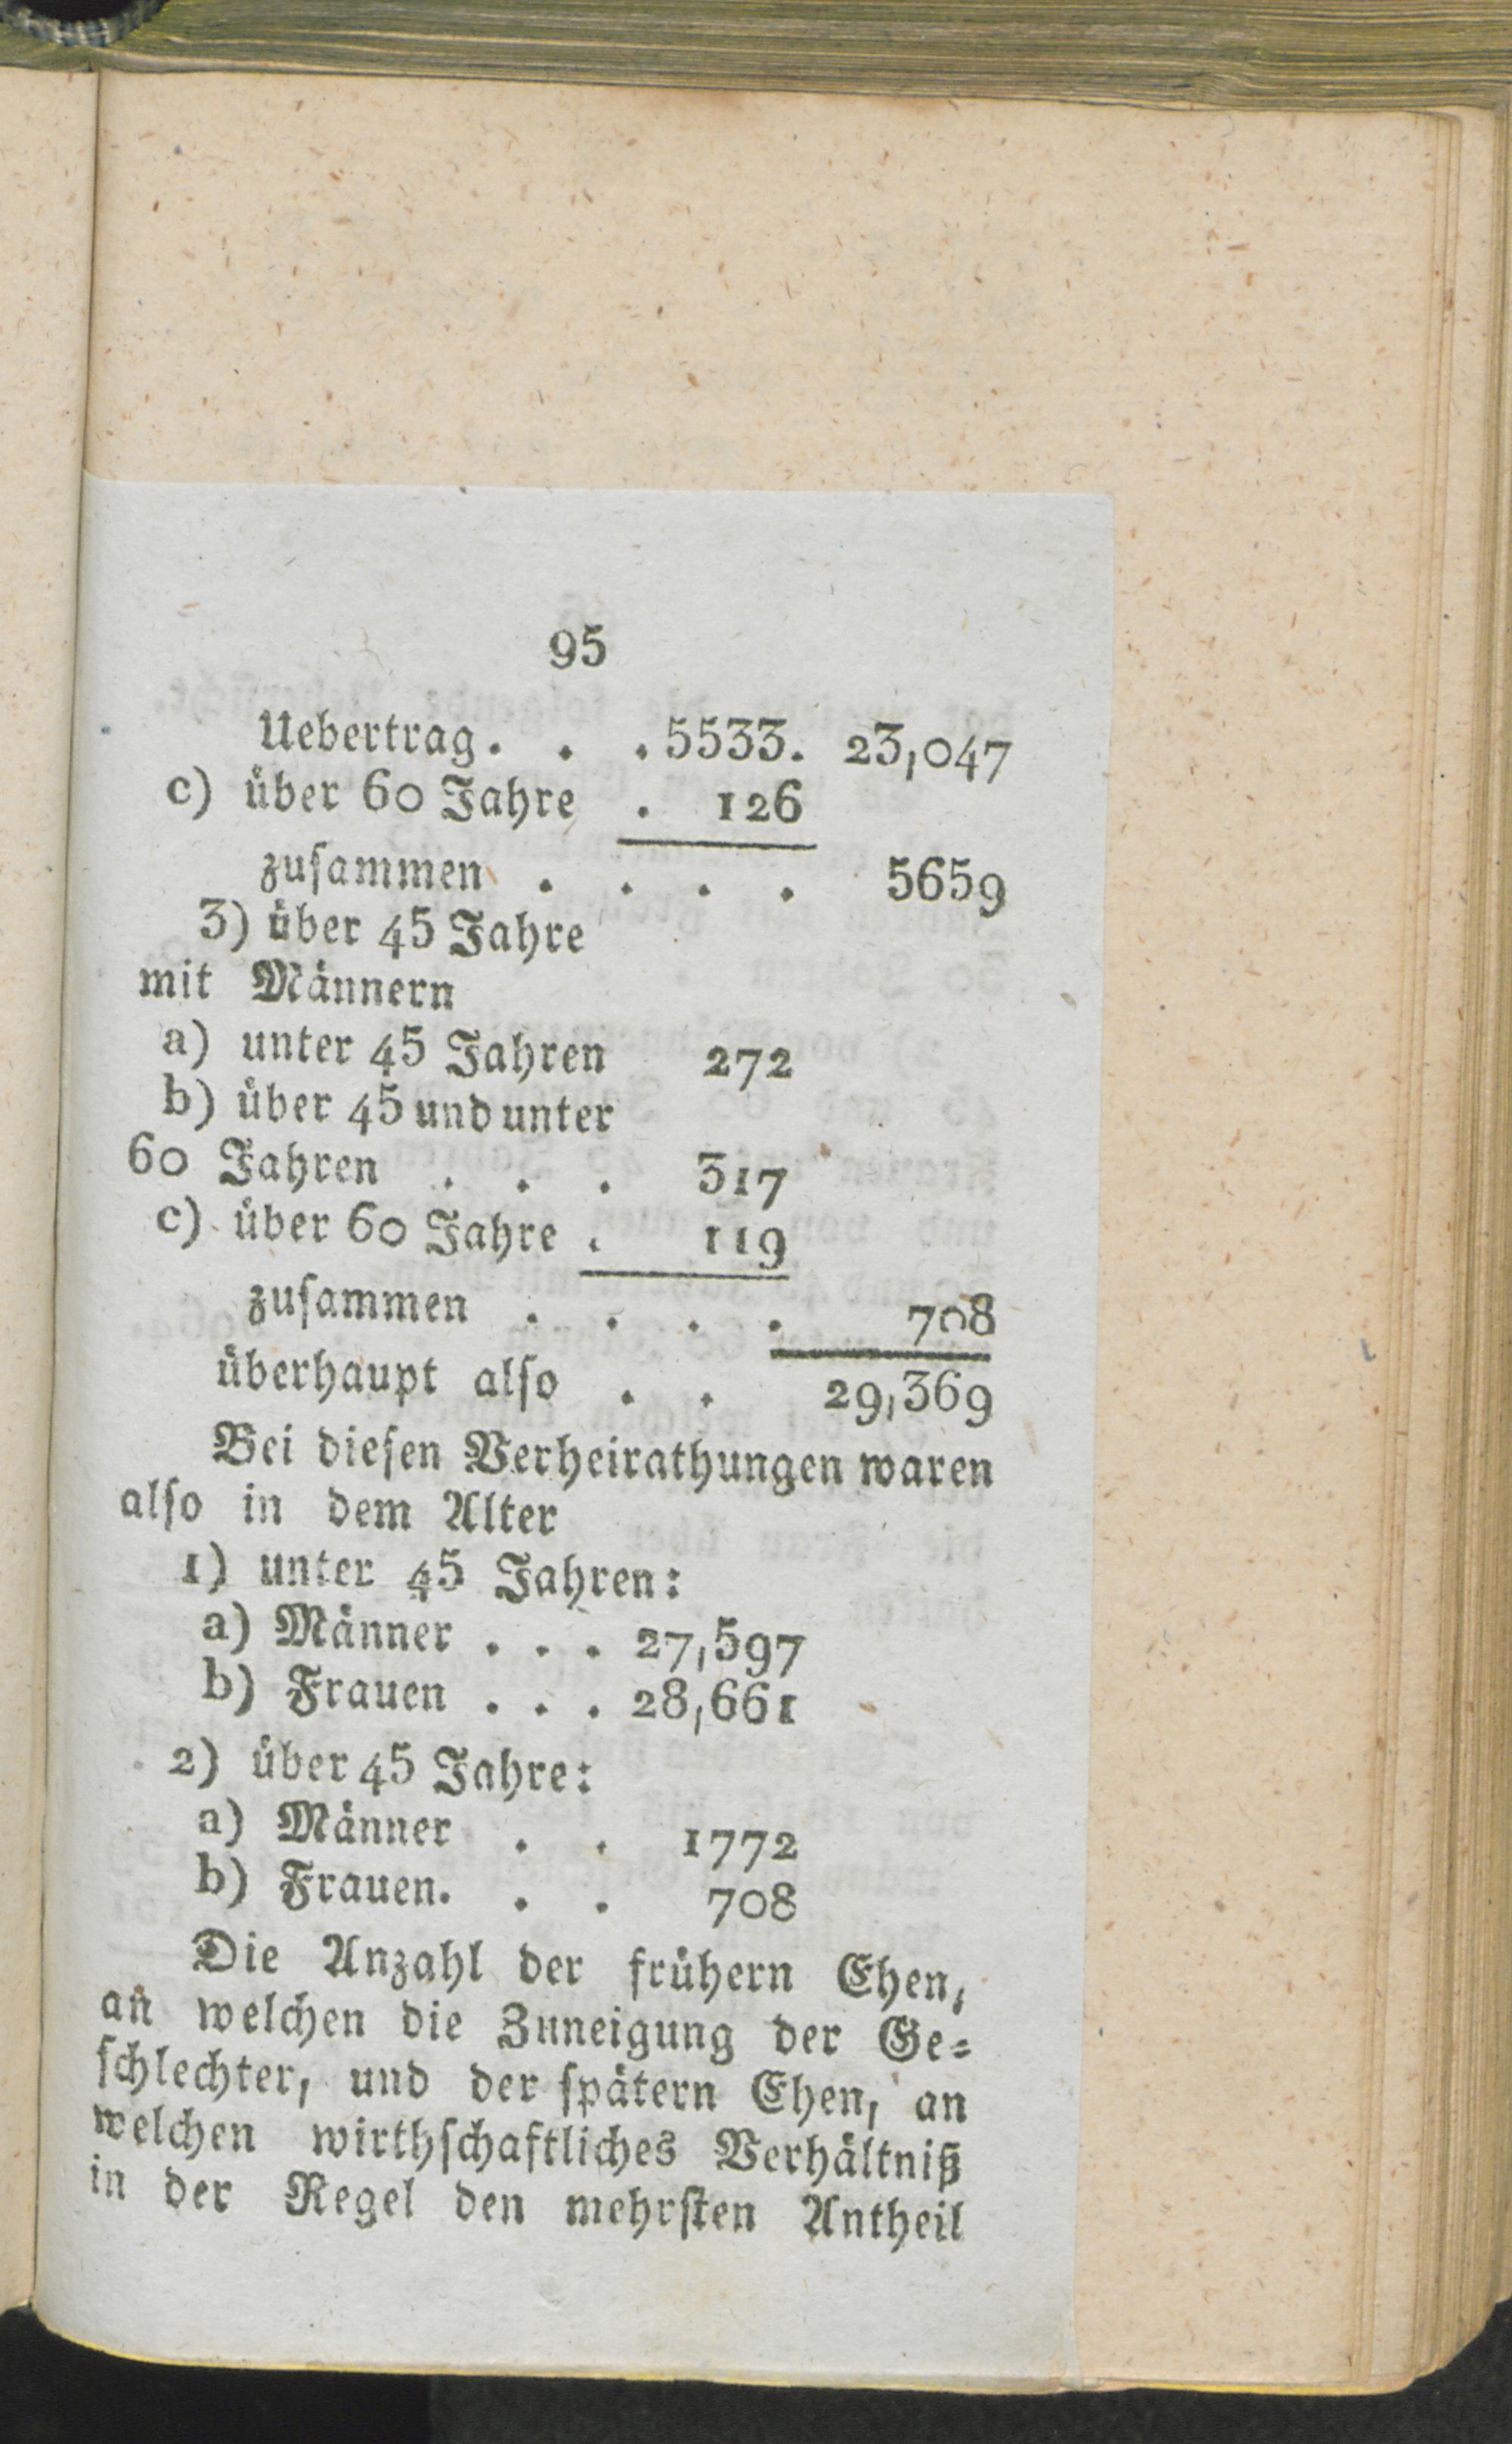 95
Uebertrag. . . 5533. 23,047
c) über 60 Jahre . 126
zusammen . . . . 5659
3) über 45 Jahre
mit Männern
a) unter 45 Jahren 272
b) über 45 und unter
60 Jahren . . . 317
c) über 60 Jahre . 119
zusammen . . . . 708
überhaupt also . . 29,369
Bei diesen Verheirathungen waren
also in dem Alter
1) unter 45 Jahren:
a) Männer . . . 27,597
b) Frauen . . . 28,661
2) über 45 Jahre:
a) Männer . . 1772
b) Frauen. . . 708
Die Anzahl der frühern Ehen,
an welchen die Zuneigung der Ge-
schlechter, und der spätern Ehen, an
welchen wirthschaftliches Verhältniß
in der Regel den mehrsten Antheil